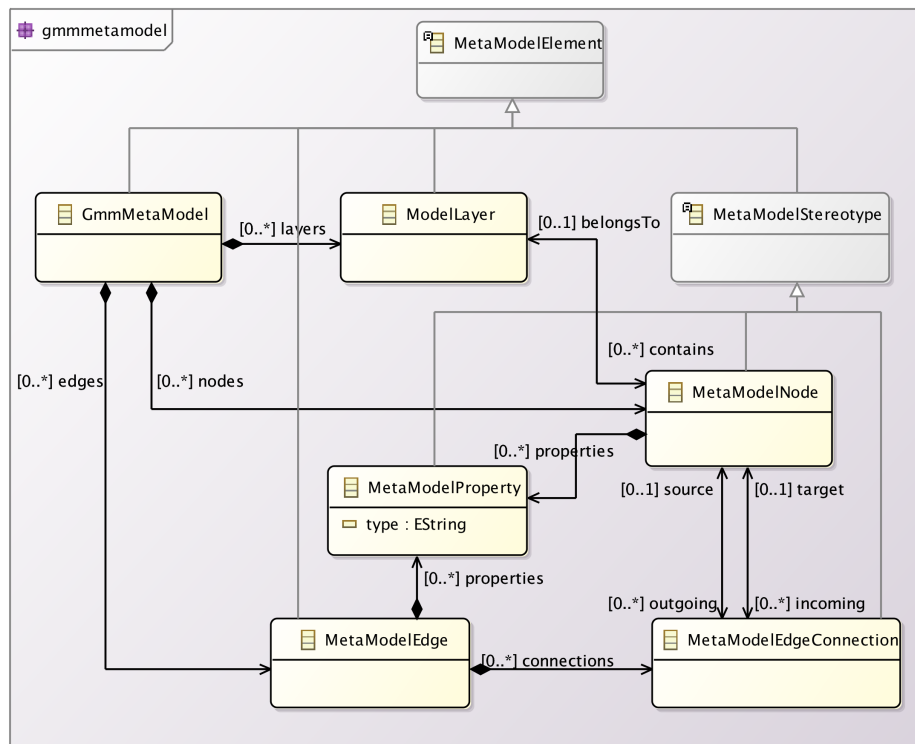 gmmmetamodel
MetaModelElement
GmmMetaModel
ModelLayer
MetaModelStereotype
[0..*] layers
[0..1] belongsTo
[0..*] contains
[0..*] edges
[0..*] nodes
MetaModelNode
[0..*] properties
MetaModelProperty
type : EString
[0..1] source
[0..1] target
[0..*] properties
[0..*] outgoing
[0..*] incoming
MetaModelEdge
MetaModelEdgeConnection
[0..*] connections